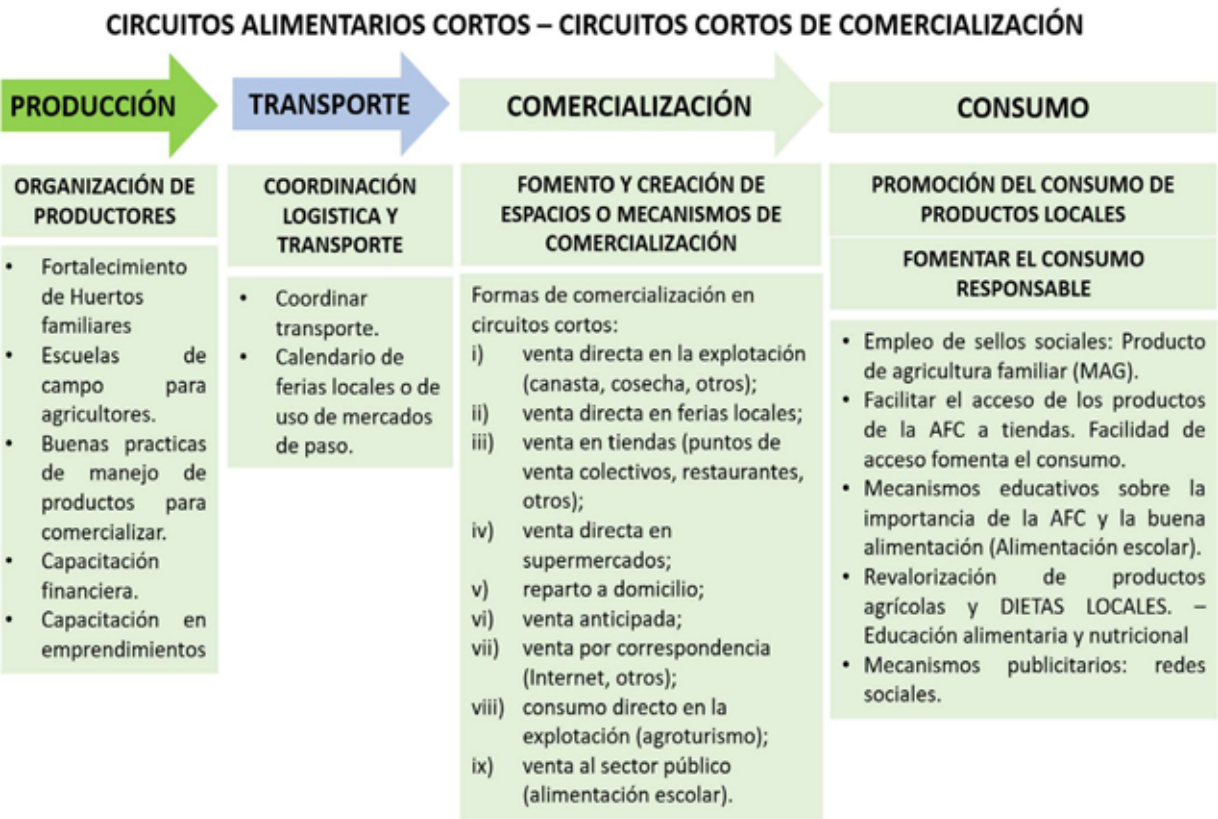 CIRCUITOS ALIMENTARIOS CORTOS – CIRCUITOS CORTOS DE COMERCIALIZACIÓN
PRODUCCIÓN
ORGANIZACIÓN DE
PRODUCTORES
• Fortalecimiento
de Huertos
familiares
• Escuelas de
campo para
agricultores.
• Buenas practicas
de manejo de
productos para
comercializar.
• Capacitación
financiera.
• Capacitación en
emprendimientos
TRANSPORTE
COORDINACIÓN
LOGISTICA Y
TRANSPORTE
• Coordinar
transporte.
• Calendario de
ferias locales o de
uso de mercados
de paso.
COMERCIALIZACIÓN
FOMENTO Y CREACIÓN DE
ESPACIOS O MECANISMOS DE
COMERCIALIZACIÓN
Formas de comercialización en
circuitos cortos:
i) venta directa en la explotación
(canasta, cosecha, otros);
ii) venta directa en ferias locales;
iii) venta en tiendas (puntos de
venta colectivos, restaurantes,
otros);
iv) venta directa en
supermercados;
v) reparto a domicilio;
vi) venta anticipada;
vii) venta por correspondencia
(Internet, otros);
viii) consumo directo en la
explotación (agroturismo);
ix) venta al sector público
(alimentación escolar).
CONSUMO
PROMOCIÓN DEL CONSUMO DE
PRODUCTOS LOCALES
FOMENTAR EL CONSUMO
RESPONSABLE
• Empleo de sellos sociales: Producto
de agricultura familiar (MAG).
• Facilitar el acceso de los productos
de la AFC a tiendas. Facilidad de
acceso fomenta el consumo.
• Mecanismos educativos sobre la
importancia de la AFC y la buena
alimentación (Alimentación escolar).
• Revalorización de productos
agrícolas y DIETAS LOCALES. –
Educación alimentaria y nutricional
• Mecanismos publicitarios: redes
sociales.